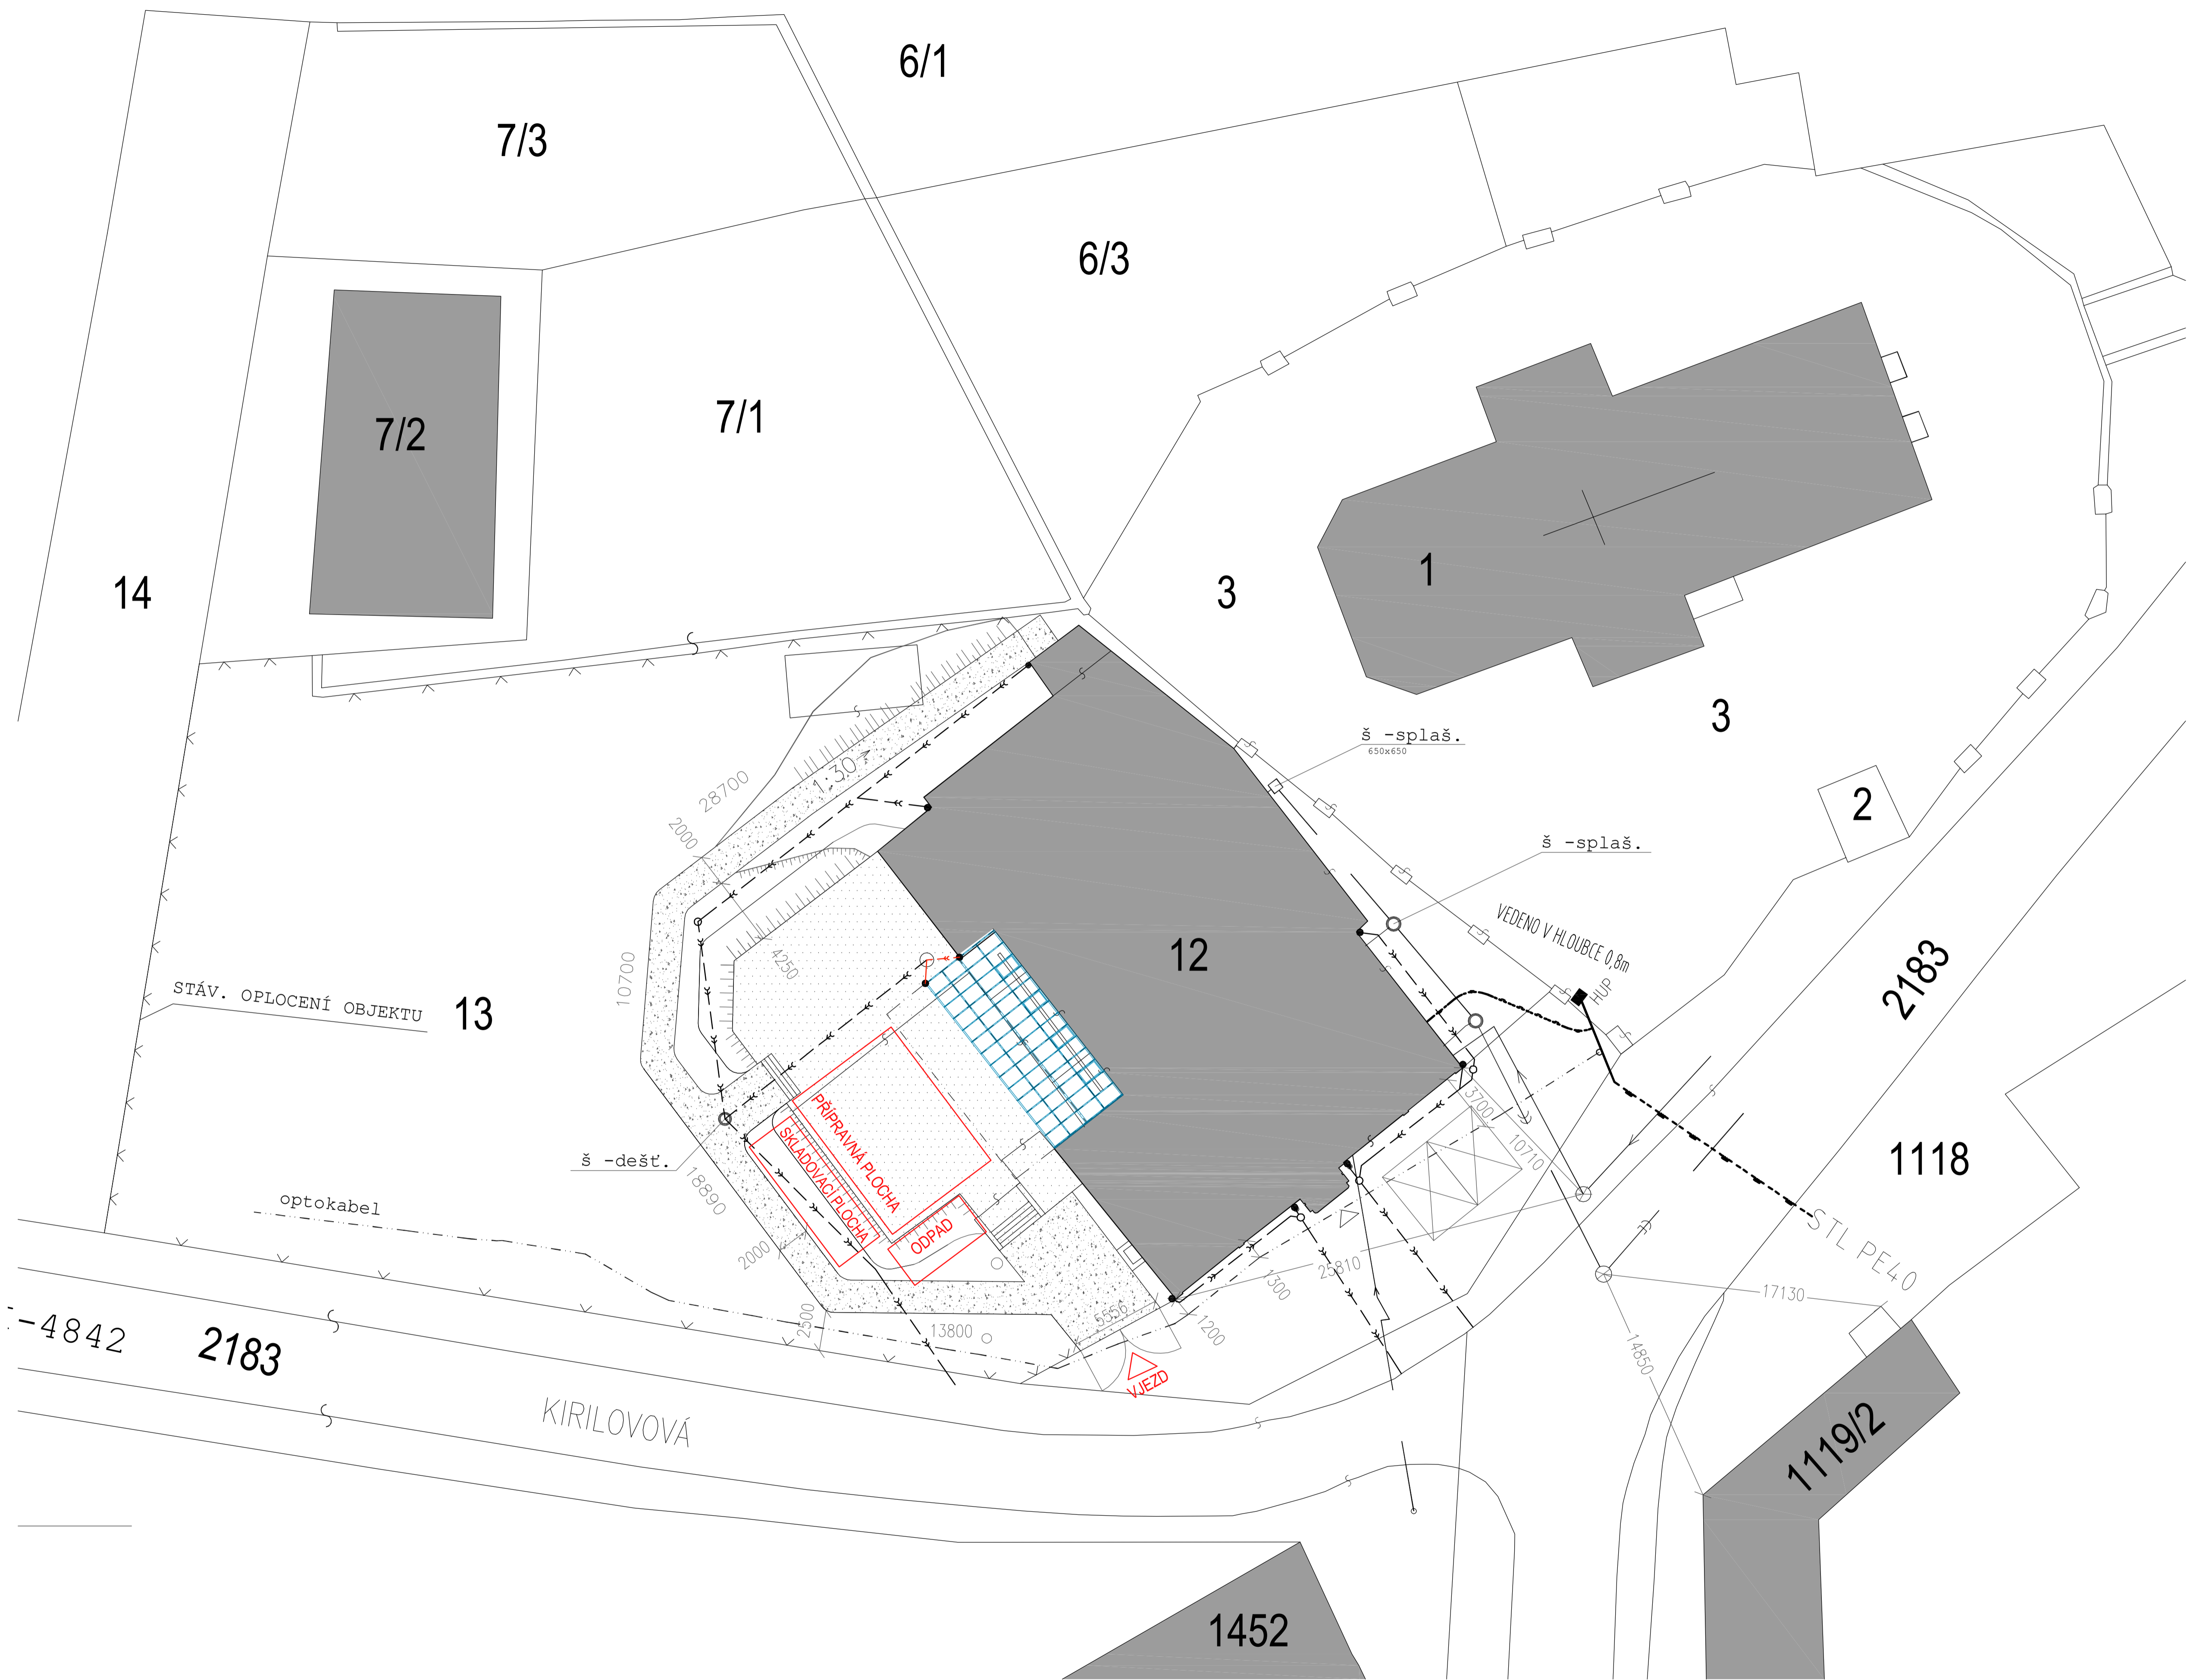 6/1
7/3
6/3
7/1
7/2
14
1
3
3
š -splaš.
650x650
2
š -splaš.
1:30
28700
2000
VEDENO V HLOUBCE 0,8m
HUP
12
2183
4250
10700
STÁV. OPLOCENÍ OBJEKTU
13
PŘÍPRAVNÁ PLOCHA
SKLADOVACÍ PLOCHA
ODPAD
3700
10710
1118
š -dešť.
18890
optokabel
2000
STL PE40
25810
1300
17130
5556
1200
2500
13800
14850
-4842
2183
VJEZD
KIRILOVOVÁ
1119/2
1452